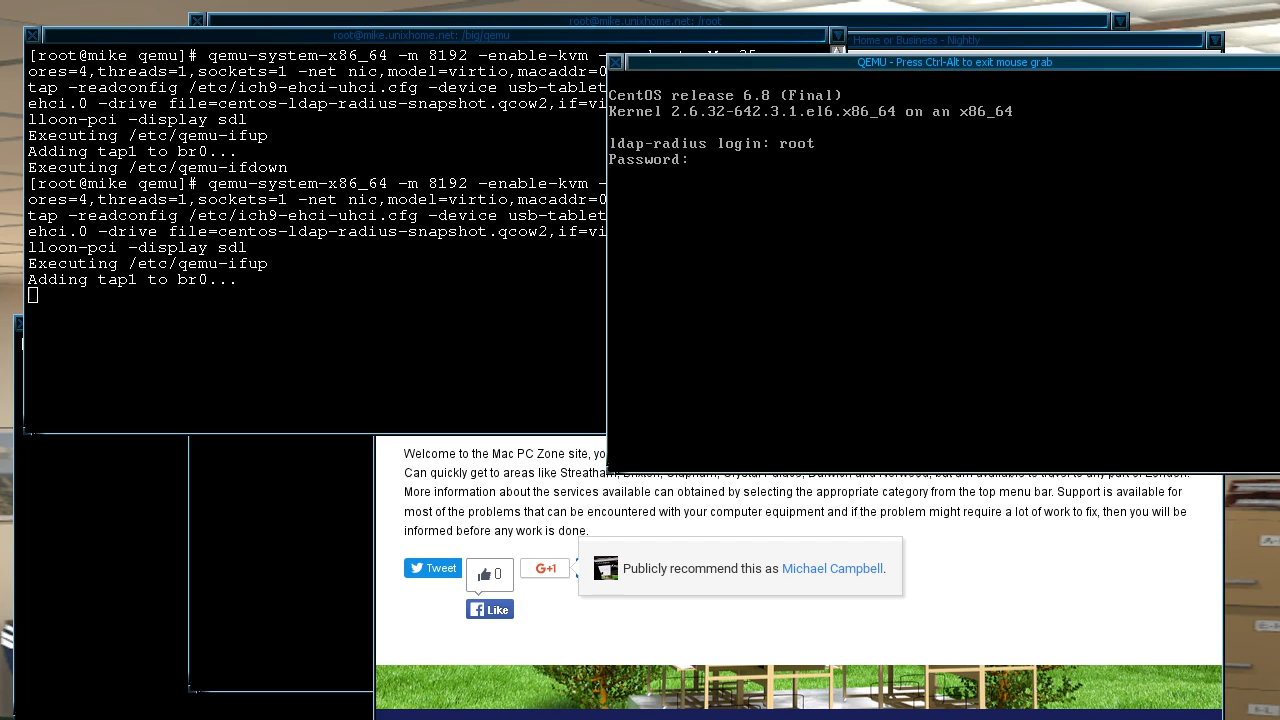 root@mike.unixhome.net: /root
root@mike.unixhome.net: /big/qemu
Home or Business - Nightly
[root@mike qemu]# qemu-system-x86_64 -m 8192 -enable-kvm -
ores=4,threads=1,sockets=1 -net nic,model=virtio,macaddr=0
tap -readconfig /etc/ich9-ehci-uhci.cfg -device usb-tablet
ehci.0 -drive file=centos-ldap-radius-snapshot.qcow2,if=vi
lloon-pci -display sdl
Executing /etc/qemu-ifup
Adding tap1 to br0...
Executing /etc/qemu-ifdown
[root@mike qemu]# qemu-system-x86_64 -m 8192 -enable-kvm -
ores=4,threads=1,sockets=1 -net nic,model=virtio,macaddr=0
tap -readconfig /etc/ich9-ehci-uhci.cfg -device usb-tablet
ehci.0 -drive file=centos-ldap-radius-snapshot.qcow2,if=vi
lloon-pci -display sdl
Executing /etc/qemu-ifup
Adding tap1 to br0...
QEMU - Press Ctrl-Alt to exit mouse grab
CentOS release 6.8 (Final)
Kernel 2.6.32-642.3.1.el6.x86_64 on an x86_64
ldap-radius login: root
Password:
Welcome to the Mac PC Zone site, yo
Can quickly get to areas like Streatham,
More information about the services available can obtained by selecting the appropriate category from the top menu bar. Support is available for
most of the problems that can be encountered with your computer equipment and if the problem might require a lot of work to fix, then you will be
informed before any work is done.
Tweet
0
G+1
Publicly recommend this as Michael Campbell.
Like